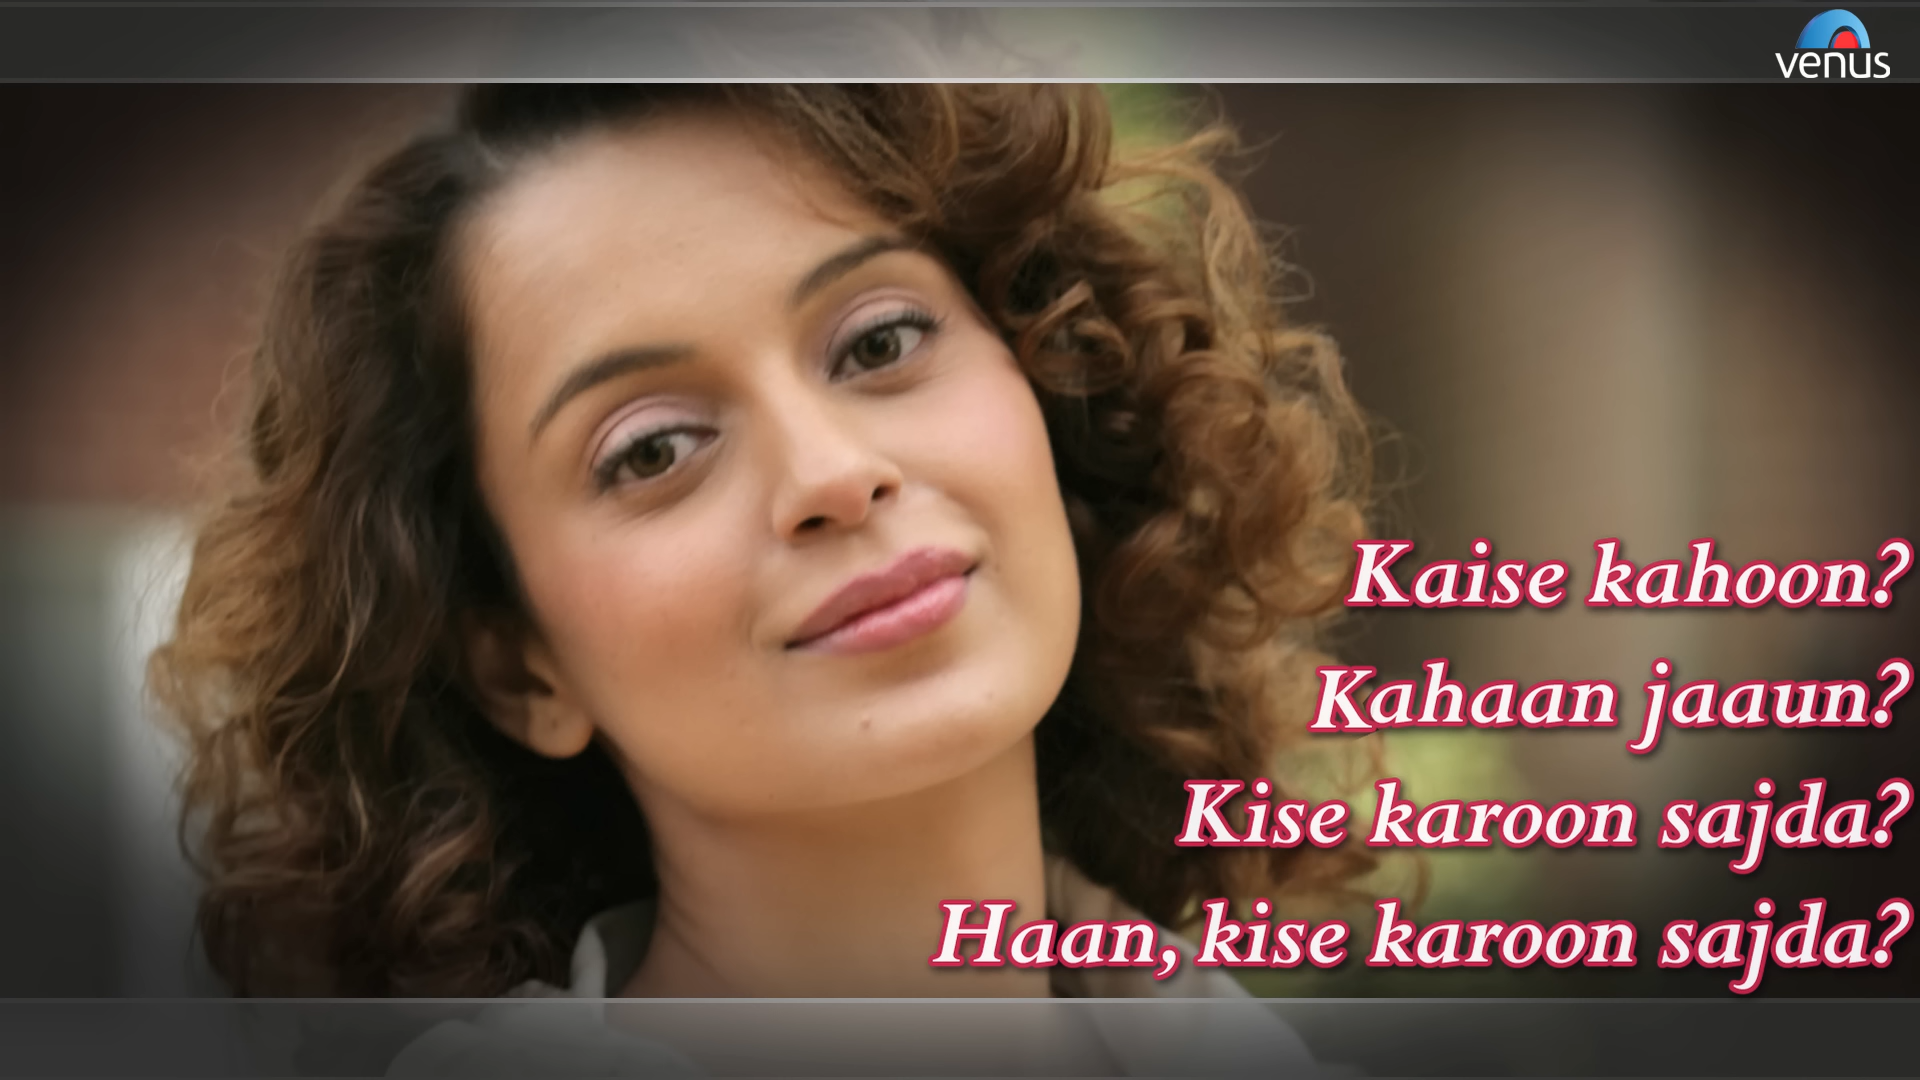 venus
Kaise kahoon?
Kahaan jaaun?
Kise karoon sajda?
Haan, kise karoon sajda?